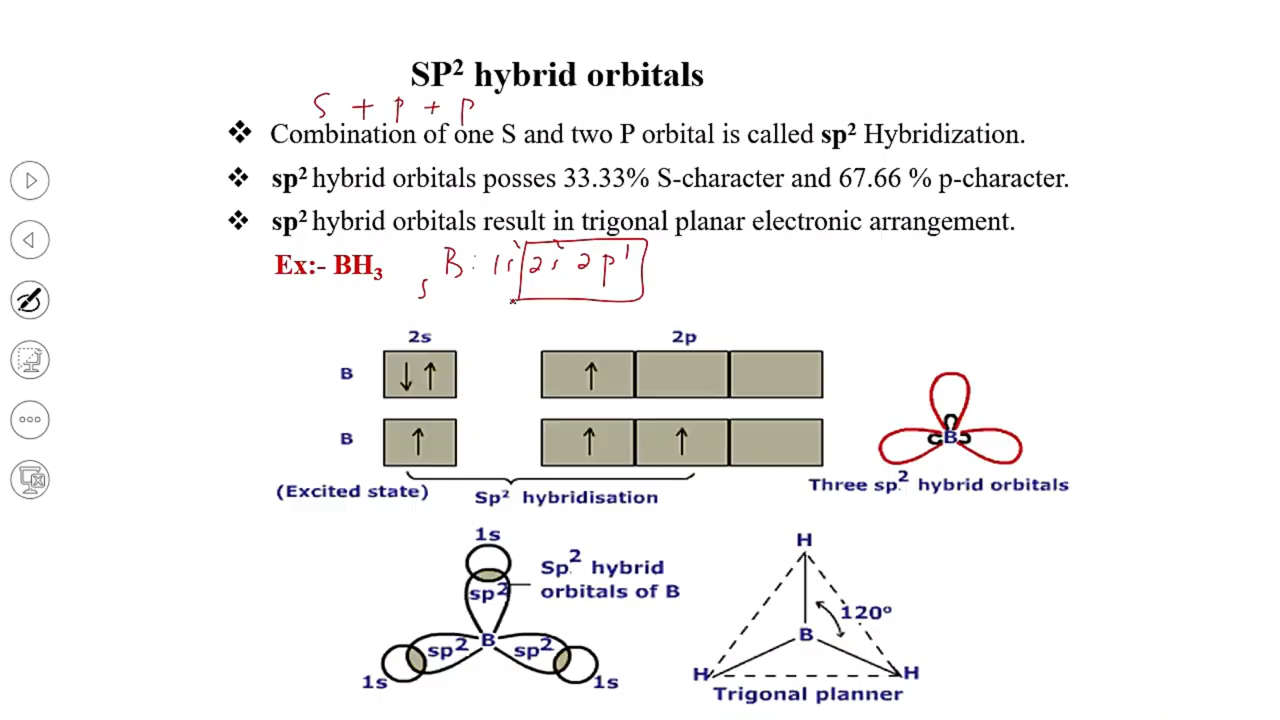 SP² hybrid orbitals
S + p + p
❖ Combination of one S and two P orbital is called sp² Hybridization.
❖ sp² hybrid orbitals posses 33.33% S-character and 67.66 % p-character.
❖ sp² hybrid orbitals result in trigonal planar electronic arrangement.
Ex:- BH₃ ₅B: 1s² 2s² 2p¹
2s 2p
B ↓ ↑ ↑
B ↑ ↑ ↑
B
(Excited state) Sp² hybridisation Three sp² hybrid orbitals
1s
Sp² hybrid
orbitals of B
sp²
B
sp² sp²
1s 1s
H
120°
B
H H
Trigonal planner